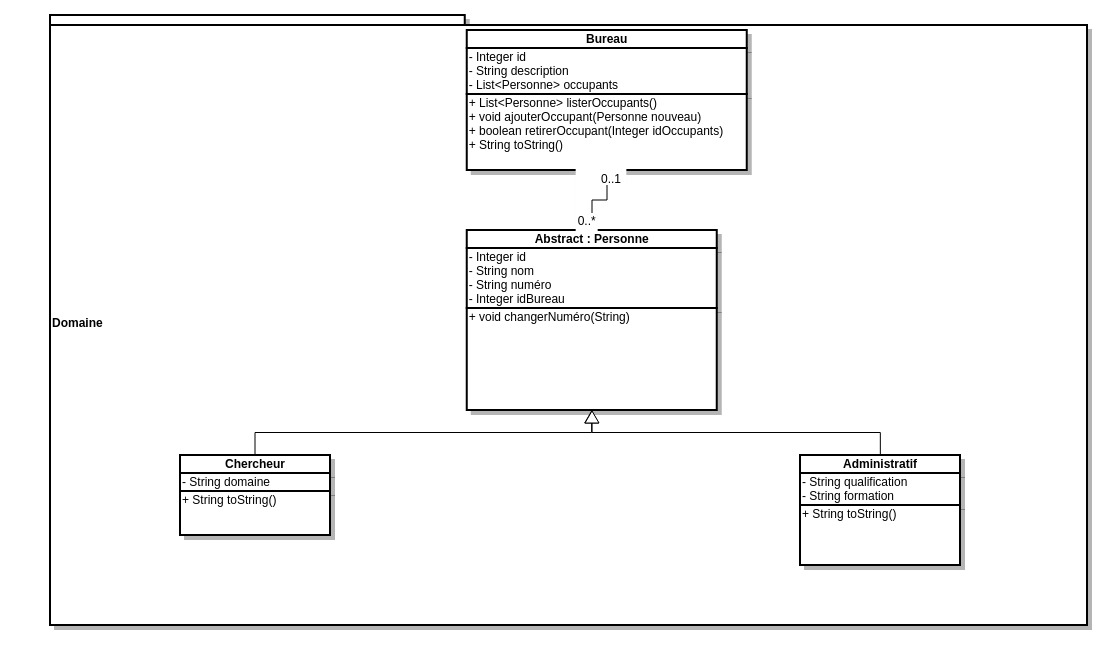 Bureau
- Integer id
- String description
- List<Personne> occupants
+ List<Personne> listerOccupants()
+ void ajouterOccupant(Personne nouveau)
+ boolean retirerOccupant(Integer idOccupants)
+ String toString()
0..1
0..*
Abstract : Personne
- Integer id
- String nom
- String numéro
- Integer idBureau
+ void changerNuméro(String)
Domaine
Chercheur
- String domaine
+ String toString()
Administratif
- String qualification
- String formation
+ String toString()